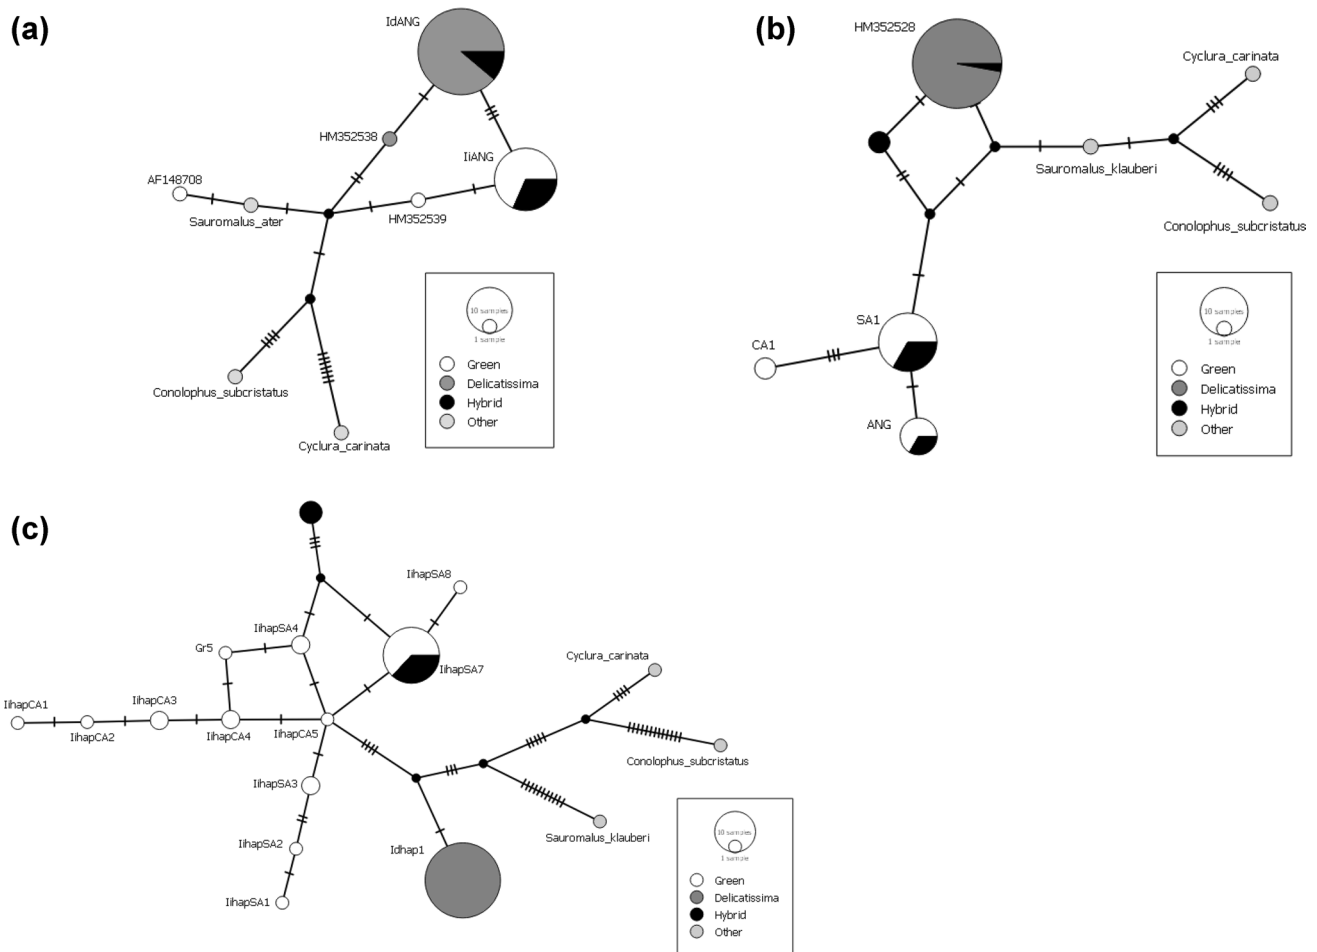 (a)
IdANG
HM352538
IiANG
AF148708
Sauromalus_ater
HM352539
Conolophus_subcristatus
Cyclura_carinata
10 samples
1 sample
Green
Delicatissima
Hybrid
Other
(b)
HM352528
Cyclura_carinata
Sauromalus_klauberi
Conolophus_subcristatus
SA1
CA1
ANG
10 samples
1 sample
Green
Delicatissima
Hybrid
Other
(c)
IihapSA8
IihapSA4
Gr5
IihapSA7
Cyclura_carinata
IihapCA1
IihapCA3
IihapCA2
IihapCA4
IihapCA5
Conolophus_subcristatus
IihapSA3
Sauromalus_klauberi
IihapSA2
Idhap1
IihapSA1
10 samples
1 sample
Green
Delicatissima
Hybrid
Other